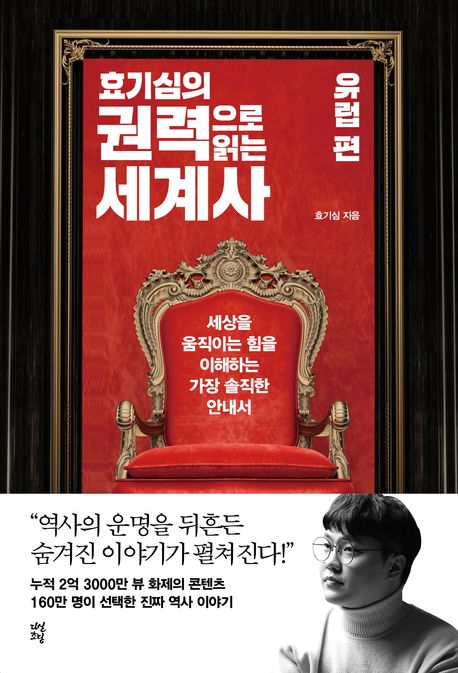 효기심의
권력으로
읽는
세계사
유럽 편
효기심 지음
세상을
움직이는 힘을
이해하는
가장 솔직한
안내서
“역사의 운명을 뒤흔든
숨겨진 이야기가 펼쳐진다!”
누적 2억 3000만 뷰 화제의 콘텐츠
160만 명이 선택한 진짜 역사 이야기
다산
초당